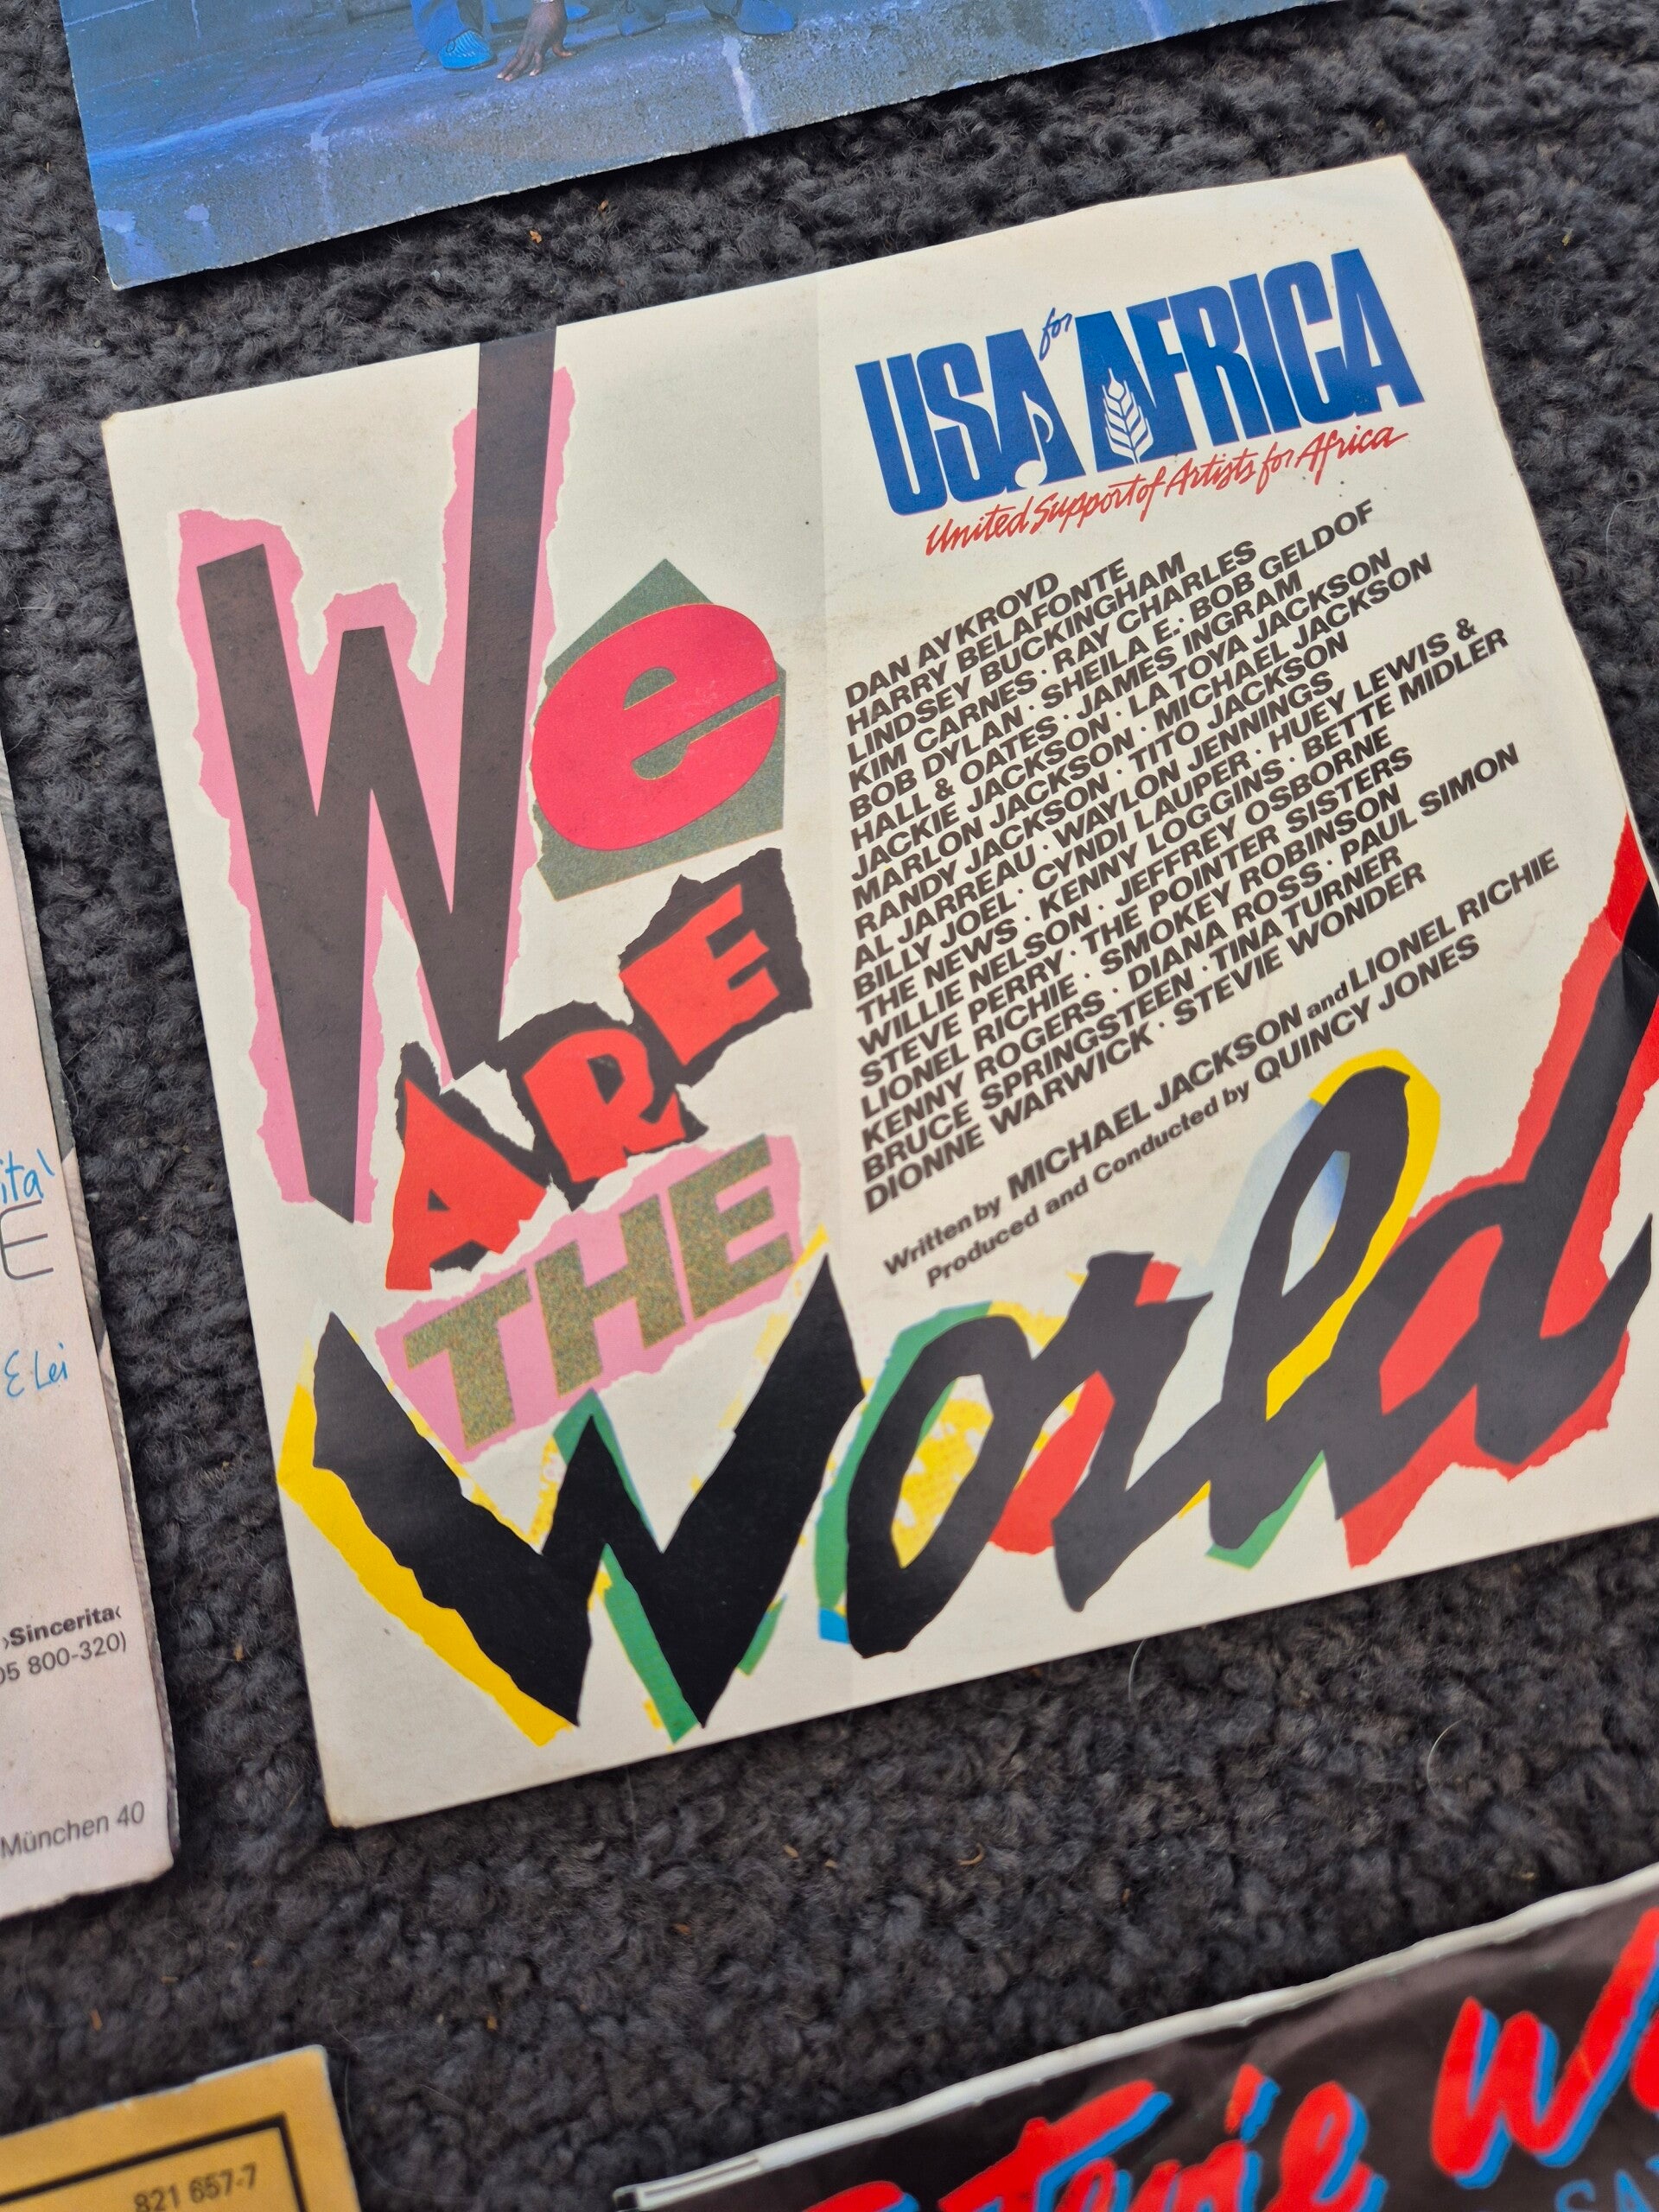 We
ARE
THE
World
USA for AFRICA
United Support of Artists for Africa
DAN AYKROYD
HARRY BELAFONTE
LINDSEY BUCKINGHAM
KIM CARNES · RAY CHARLES
BOB DYLAN · SHEILA E. · BOB GELDOF
HALL & OATES · JAMES INGRAM
JACKIE JACKSON · LA TOYA JACKSON
MARLON JACKSON · MICHAEL JACKSON
RANDY JACKSON · TITO JACKSON
AL JARREAU · WAYLON JENNINGS
BILLY JOEL · CYNDI LAUPER · HUEY LEWIS &
THE NEWS · KENNY LOGGINS · BETTE MIDLER
WILLIE NELSON · JEFFREY OSBORNE
STEVE PERRY · THE POINTER SISTERS
LIONEL RICHIE · SMOKEY ROBINSON
KENNY ROGERS · DIANA ROSS · PAUL SIMON
BRUCE SPRINGSTEEN · TINA TURNER
DIONNE WARWICK · STEVIE WONDER
Written by MICHAEL JACKSON and LIONEL RICHIE
Produced and Conducted by QUINCY JONES
E
›Sincerita‹
05 800-320)
München 40
821 657-7
Stevie W